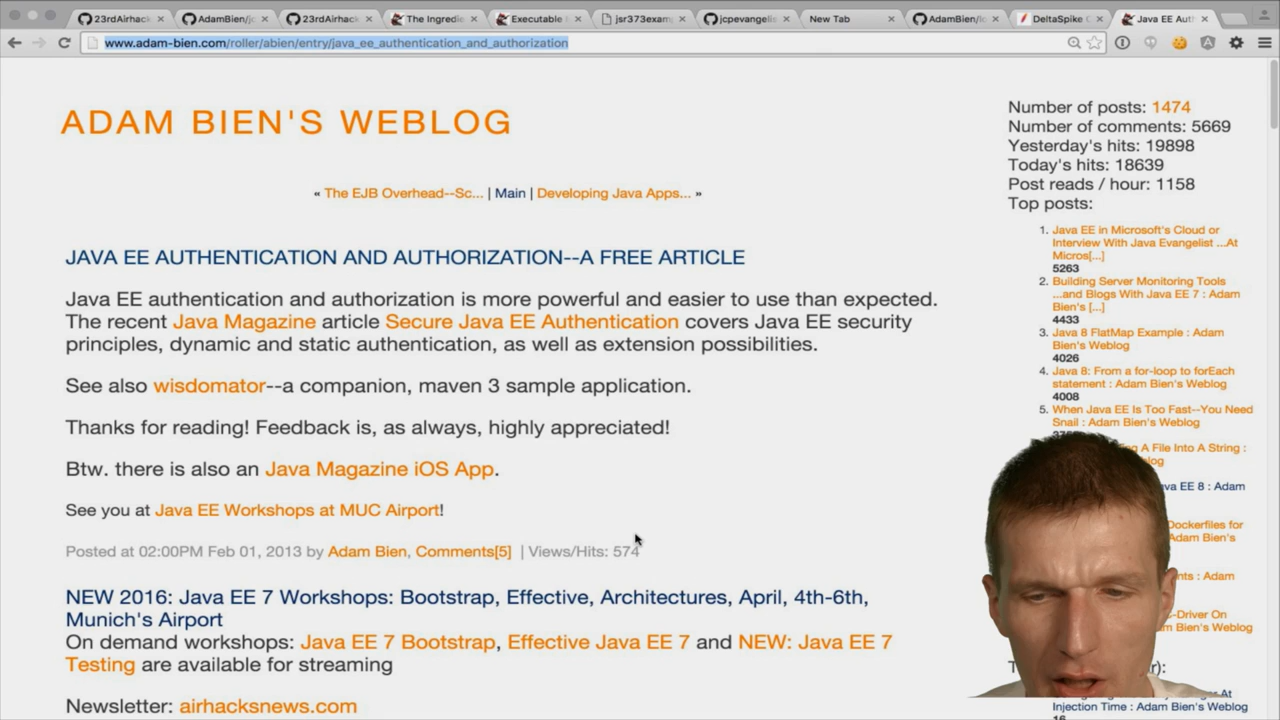 23rdAirhac
AdamBien/jc
23rdAirhac
The Ingredie
Executable
jsr373exam
jcpevangelis
New Tab
AdamBien/lo
DeltaSpike C
Java EE Aut
www.adam-bien.com/roller/abien/entry/java_ee_authentication_and_authorization
ADAM BIEN'S WEBLOG
« The EJB Overhead--Sc... | Main | Developing Java Apps... »
JAVA EE AUTHENTICATION AND AUTHORIZATION--A FREE ARTICLE
Java EE authentication and authorization is more powerful and easier to use than expected.
The recent Java Magazine article Secure Java EE Authentication covers Java EE security
principles, dynamic and static authentication, as well as extension possibilities.
See also wisdomator--a companion, maven 3 sample application.
Thanks for reading! Feedback is, as always, highly appreciated!
Btw. there is also an Java Magazine iOS App.
See you at Java EE Workshops at MUC Airport!
Posted at 02:00PM Feb 01, 2013 by Adam Bien, Comments[5] | Views/Hits: 574
NEW 2016: Java EE 7 Workshops: Bootstrap, Effective, Architectures, April, 4th-6th,
Munich's Airport
On demand workshops: Java EE 7 Bootstrap, Effective Java EE 7 and NEW: Java EE 7
Testing are available for streaming
Newsletter: airhacksnews.com
Number of posts: 1474
Number of comments: 5669
Yesterday's hits: 19898
Today's hits: 18639
Post reads / hour: 1158
Top posts:
1. Java EE in Microsoft's Cloud or
Interview With Java Evangelist ...At
Micros[...]
5263
2. Building Server Monitoring Tools
...and Blogs With Java EE 7 : Adam
Bien's [...]
4433
3. Java 8 FlatMap Example : Adam
Bien's Weblog
4026
4. Java 8: From a for-loop to forEach
statement : Adam Bien's Weblog
4008
5. When Java EE Is Too Fast--You Need
Snail : Adam Bien's Weblog
A File Into A String :
EE 8 : Adam
Dockerfiles for
dam Bien's
: Adam
-Driver On
Bien's Weblog
):
At
Injection Time : Adam Bien's Weblog
16